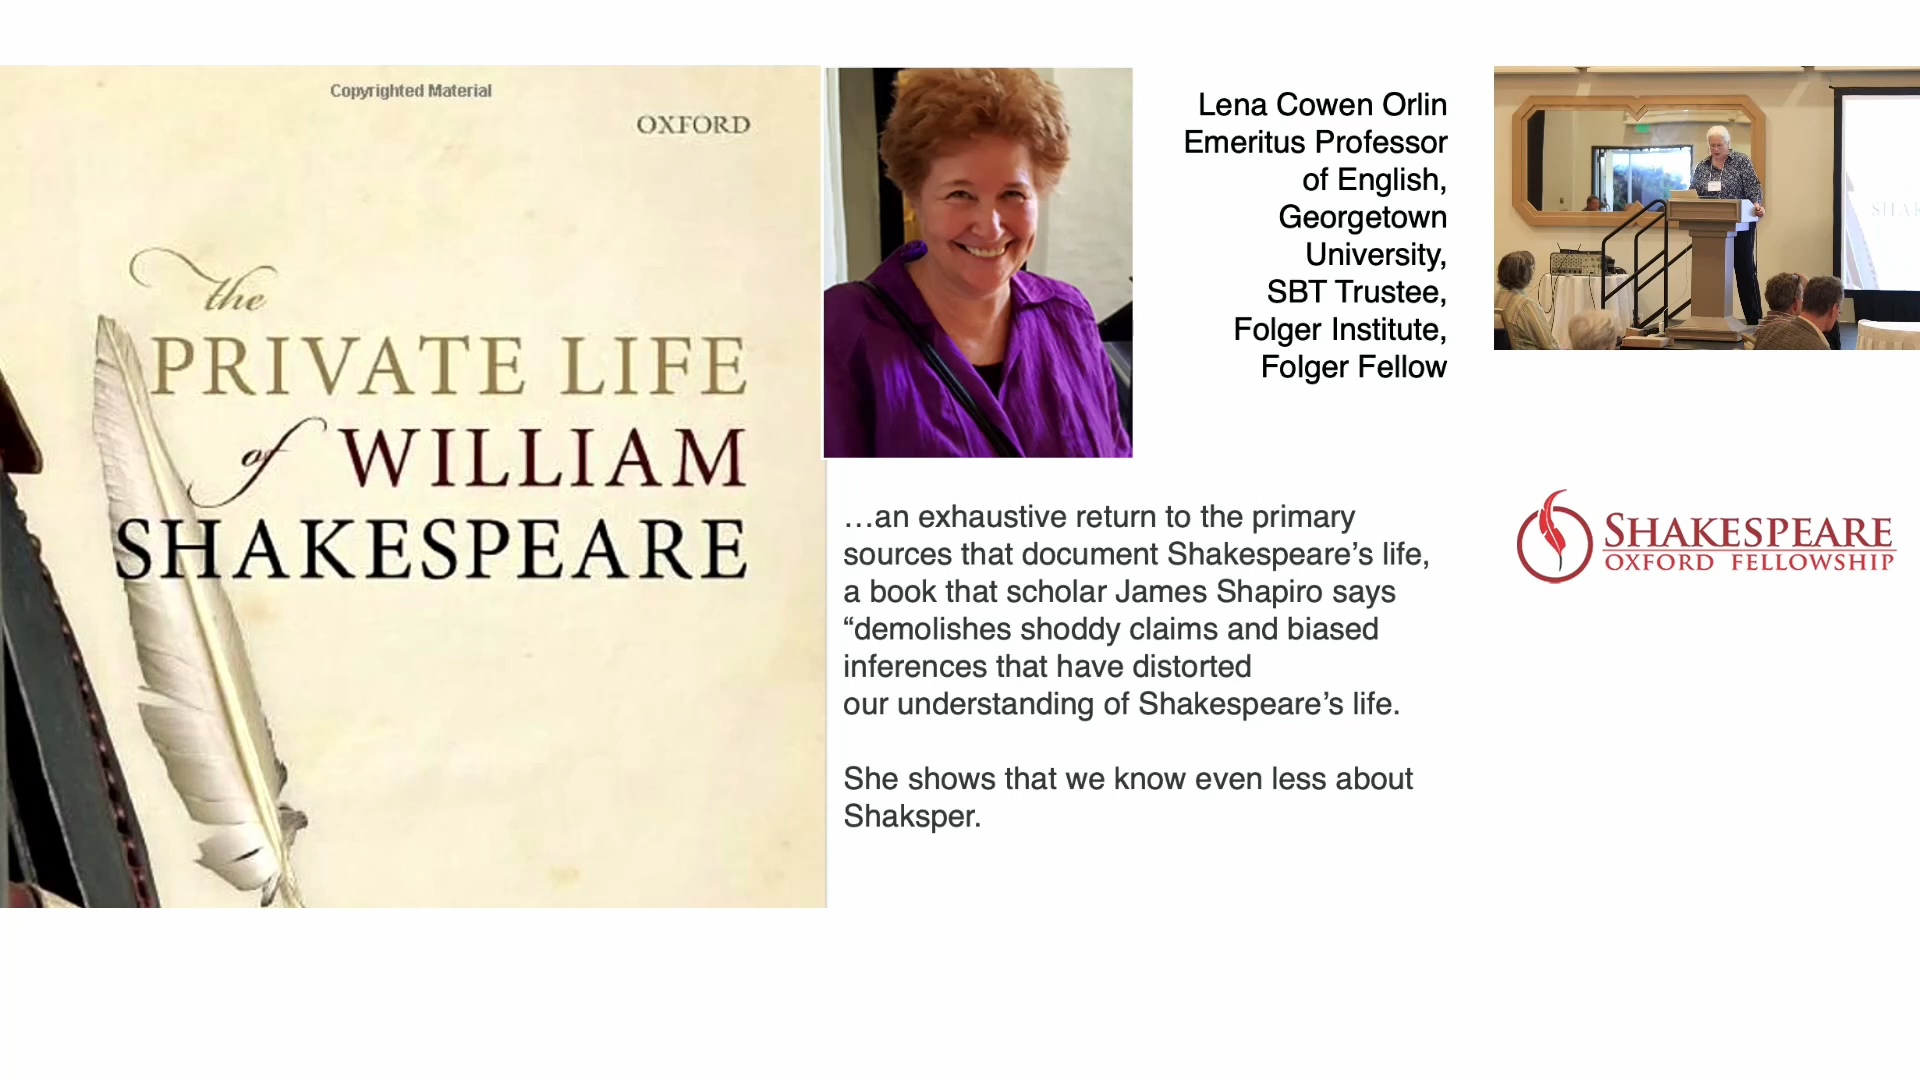 Copyrighted Material
OXFORD
the
PRIVATE LIFE
of WILLIAM
SHAKESPEARE
Lena Cowen Orlin
Emeritus Professor
of English,
Georgetown
University,
SBT Trustee,
Folger Institute,
Folger Fellow
…an exhaustive return to the primary
sources that document Shakespeare’s life,
a book that scholar James Shapiro says
“demolishes shoddy claims and biased
inferences that have distorted
our understanding of Shakespeare’s life.
She shows that we know even less about
Shaksper.
SHAKESPEARE
OXFORD FELLOWSHIP